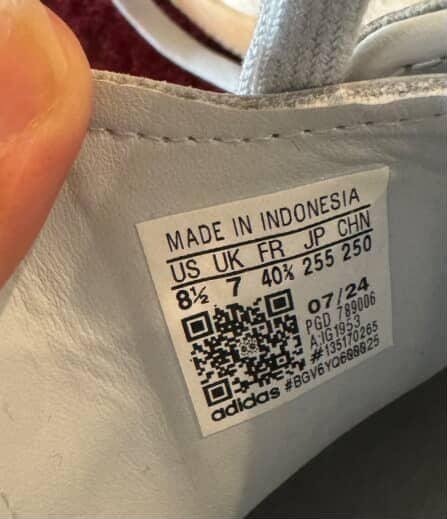 MADE IN INDONESIA
US UK FR JP CHN
8½ 7 40⅔ 255 250
07/24
PGD 789006
A:IG1953
#135170265
adidas #BGV6YQ600025